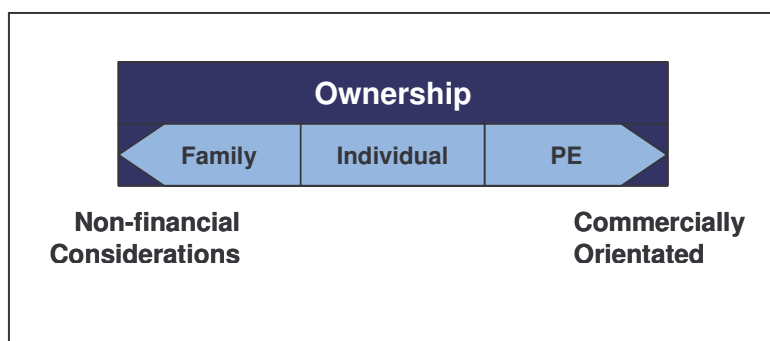 Ownership
Family Individual PE
Non-financial Commercially
Considerations Orientated